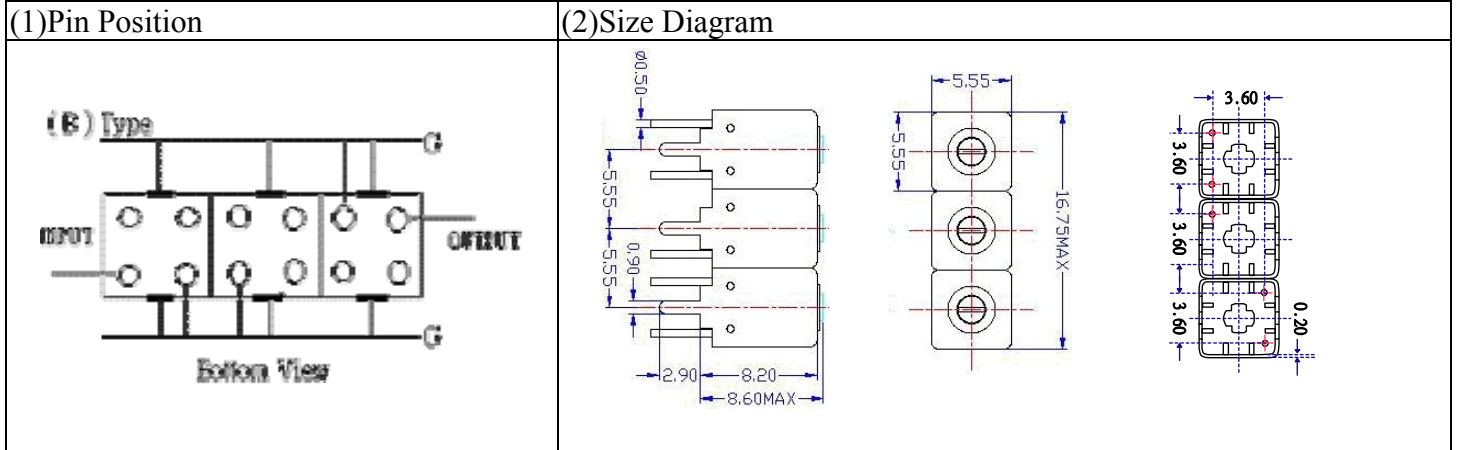 (1)Pin Position
(2)Size Diagram
(B) Type
G
INPUT
OUTPUT
G
Bottom View
ø0.50
5.55
5.55
0.90
2.90
8.20
8.60MAX
5.55
5.55
16.75MAX
3.60
3.60
3.60
3.60
0.20